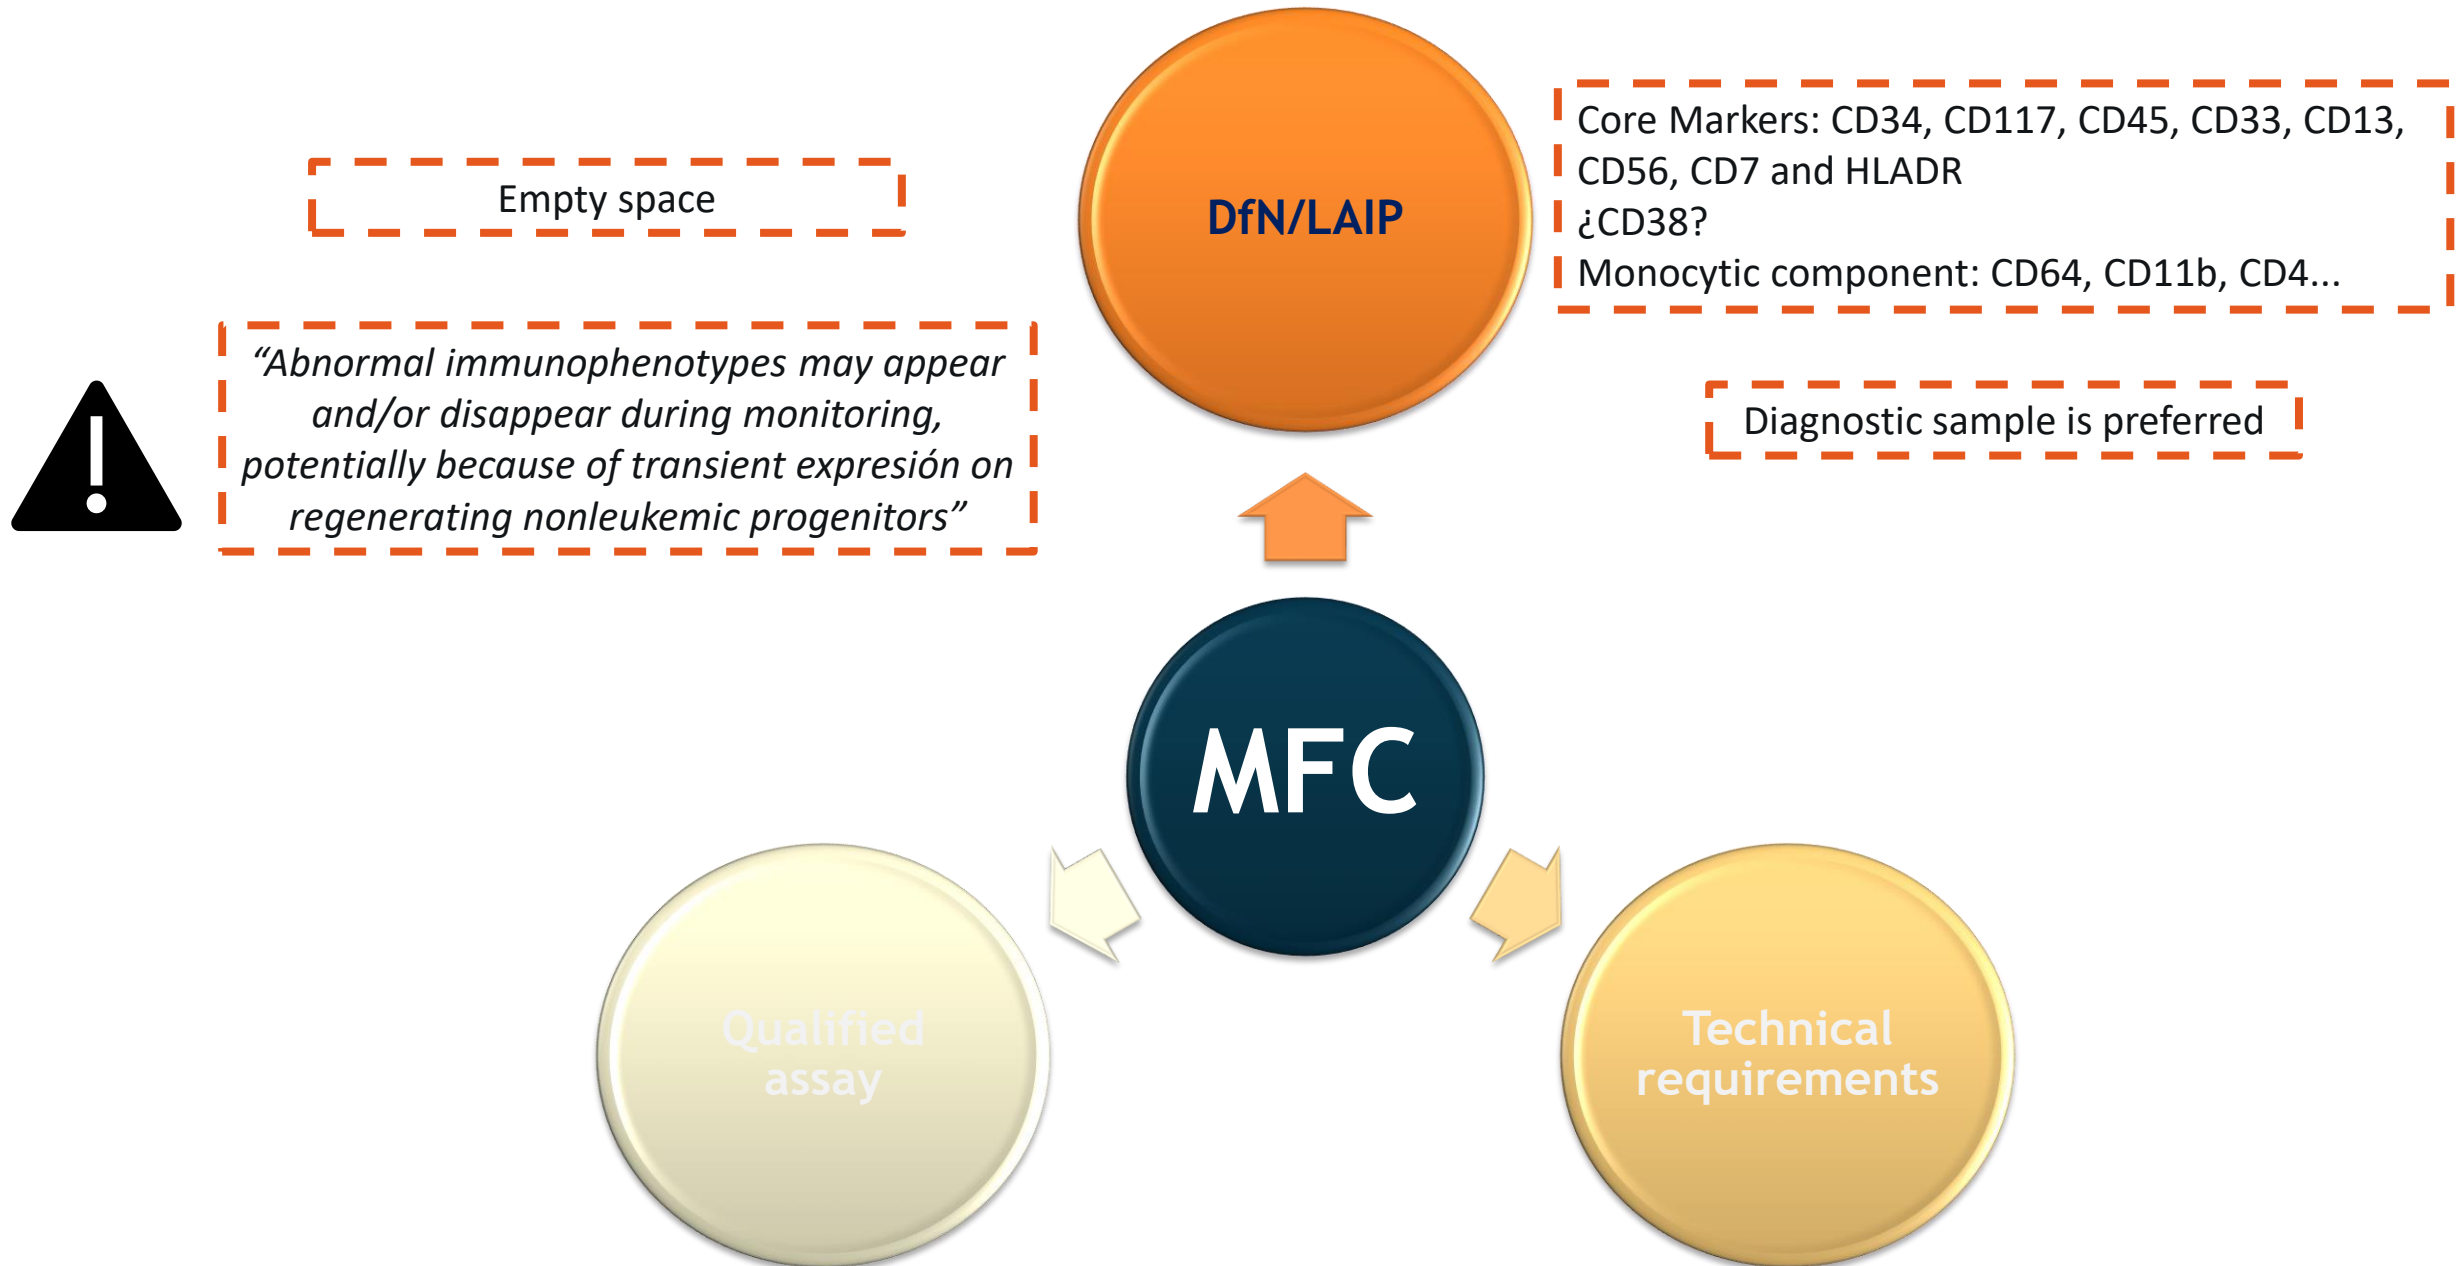 DfN/LAIP
Core Markers: CD34, CD117, CD45, CD33, CD13,
CD56, CD7 and HLADR
¿CD38?
Monocytic component: CD64, CD11b, CD4...
Empty space
“Abnormal immunophenotypes may appear
and/or disappear during monitoring,
potentially because of transient expresión on
regenerating nonleukemic progenitors”
Diagnostic sample is preferred
MFC
Qualified
assay
Technical
requirements